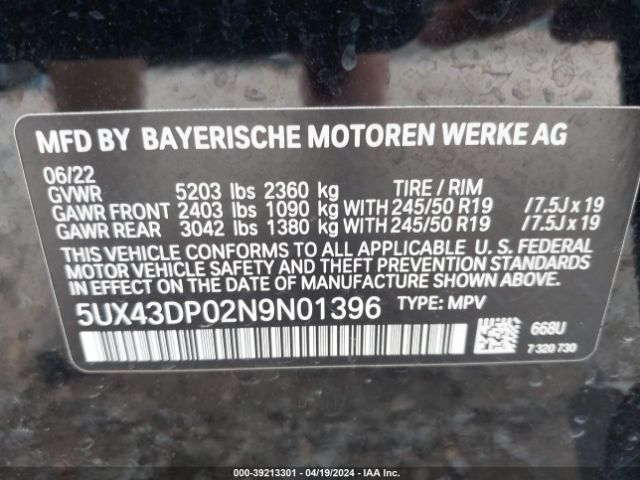 MFD BY BAYERISCHE MOTOREN WERKE AG
06/22
GVWR 5203 lbs 2360 kg TIRE / RIM
GAWR FRONT 2403 lbs 1090 kg WITH 245/50 R19 /7.5J x 19
GAWR REAR 3042 lbs 1380 kg WITH 245/50 R19 /7.5J x 19
THIS VEHICLE CONFORMS TO ALL APPLICABLE U. S. FEDERAL
MOTOR VEHICLE SAFETY AND THEFT PREVENTION STANDARDS
IN EFFECT ON THE DATE OF MANUFACTURE SHOWN ABOVE.
5UX43DP02N9N01396 TYPE: MPV
668U
7 320 730
000-39213301 - 04/19/2024 - IAA Inc.